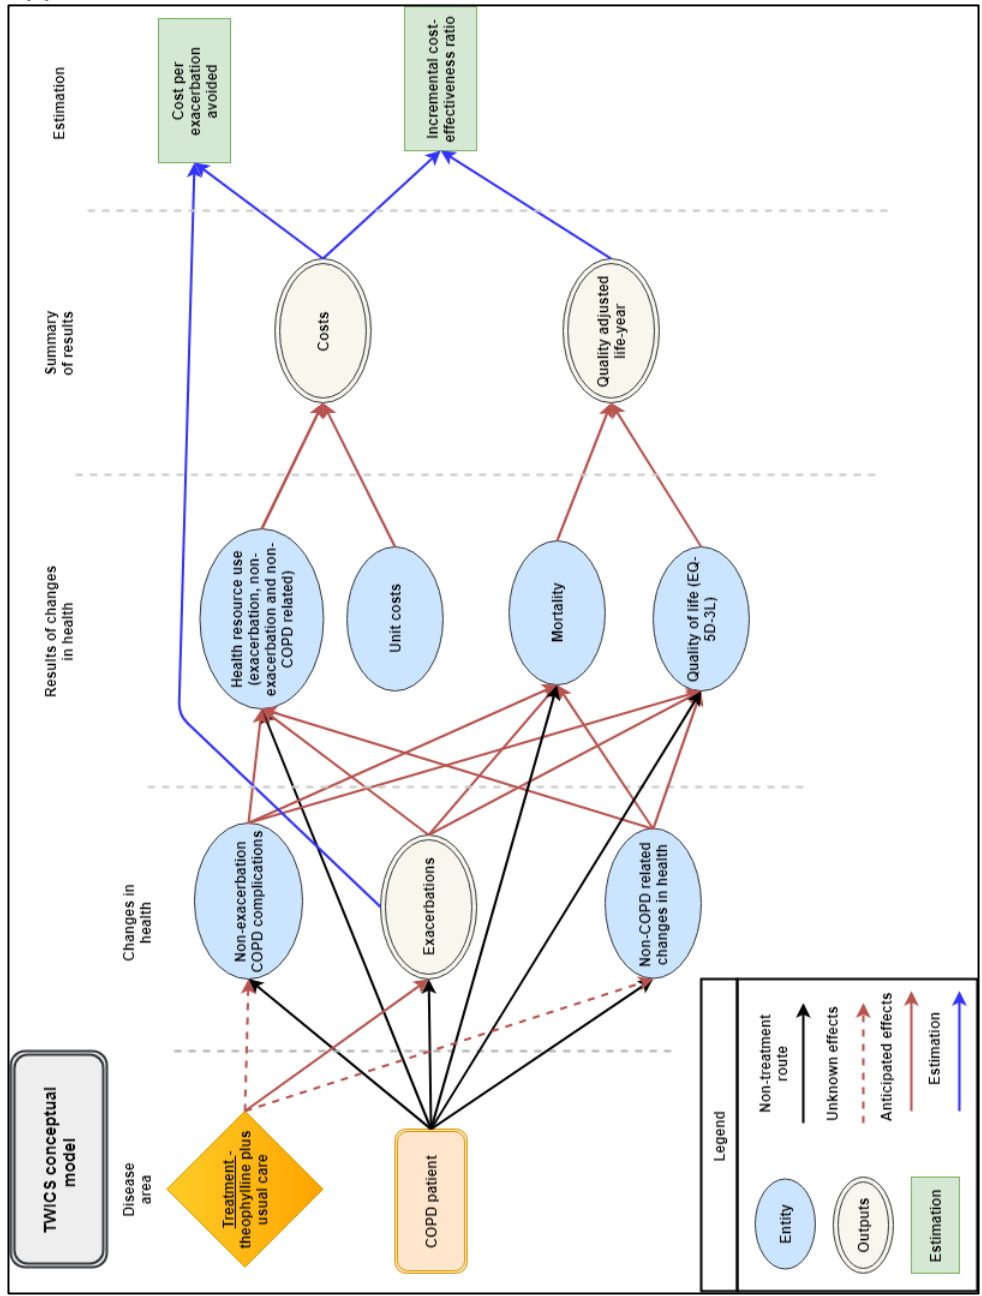 TWICS conceptual
model
Disease
area
Changes in
health
Results of changes
in health
Summary
of results
Estimation
Treatment -
theophylline plus
usual care
COPD patient
Non-exacerbation
COPD complications
Exacerbations
Non-COPD related
changes in health
Health resource use
(exacerbation, non-
exacerbation and non-
COPD related)
Unit costs
Mortality
Quality of life (EQ-
5D-3L)
Costs
Quality adjusted
life-year
Cost per
exacerbation
avoided
Incremental cost-
effectiveness ratio
Legend
Entity
Outputs
Estimation
Non-treatment
route
Unknown effects
Anticipated effects
Estimation